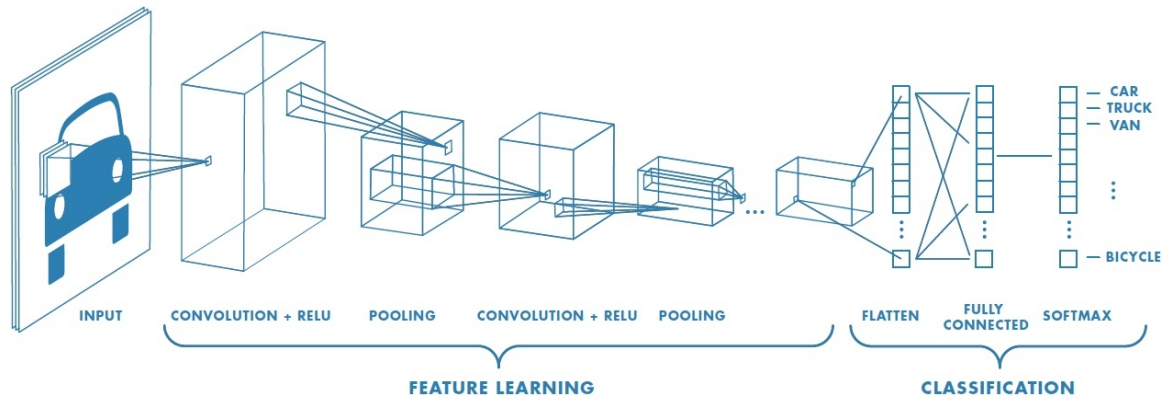 CAR
TRUCK
VAN
BICYCLE
INPUT
CONVOLUTION + RELU
POOLING
CONVOLUTION + RELU
POOLING
FLATTEN
FULLY
CONNECTED
SOFTMAX
FEATURE LEARNING
CLASSIFICATION